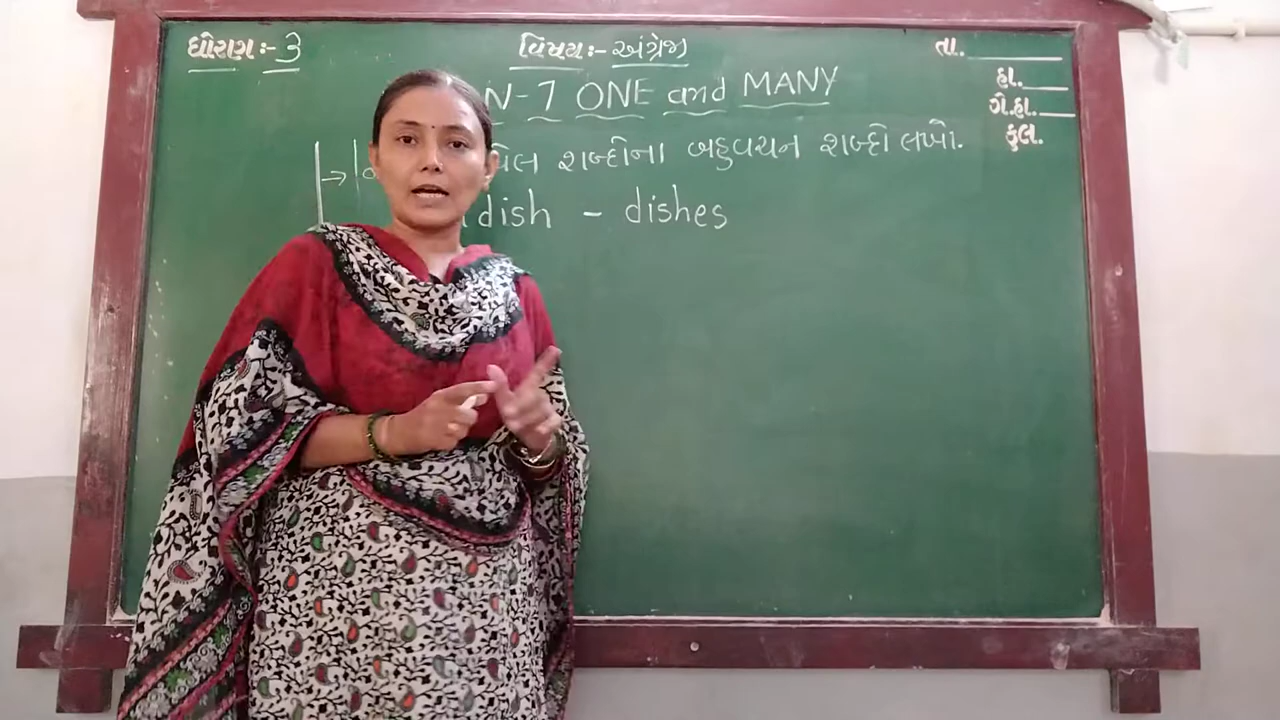 ધોરણ :- 3
વિષય :- અંગ્રેજી
તા.
હા.
ગે.હા.
કુલ.
N-7 ONE and MANY
શબ્દોના બહુવચન શબ્દો લખો.
dish - dishes